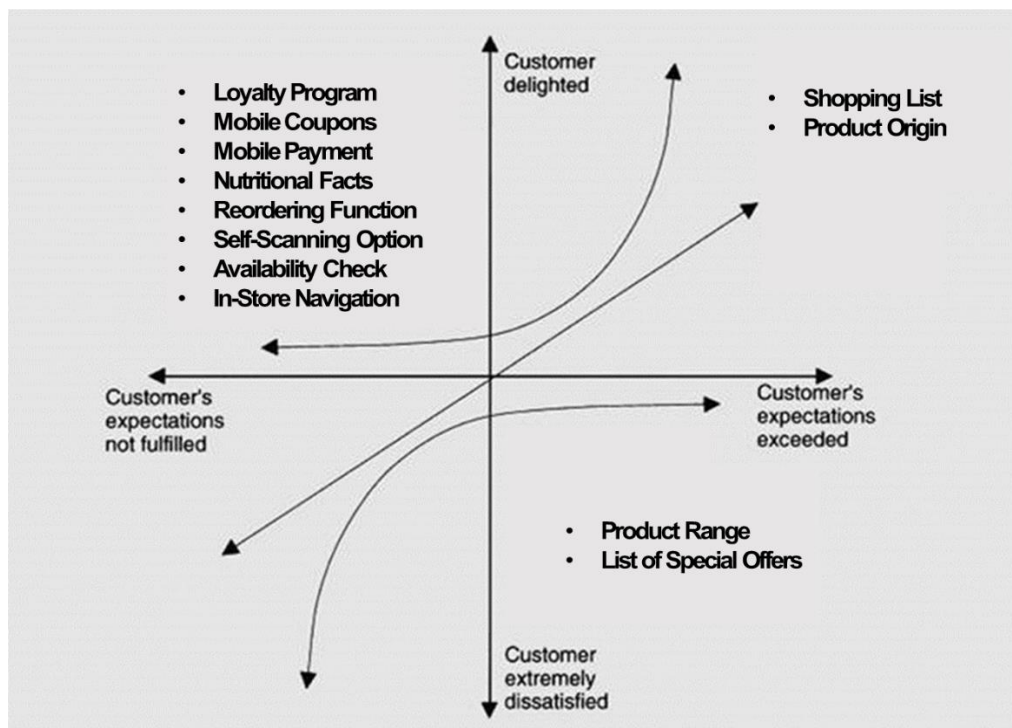 Customer
delighted
• Loyalty Program
• Mobile Coupons
• Mobile Payment
• Nutritional Facts
• Reordering Function
• Self-Scanning Option
• Availability Check
• In-Store Navigation
• Shopping List
• Product Origin
Customer's
expectations
not fulfilled
Customer's
expectations
exceeded
• Product Range
• List of Special Offers
Customer
extremely
dissatisfied